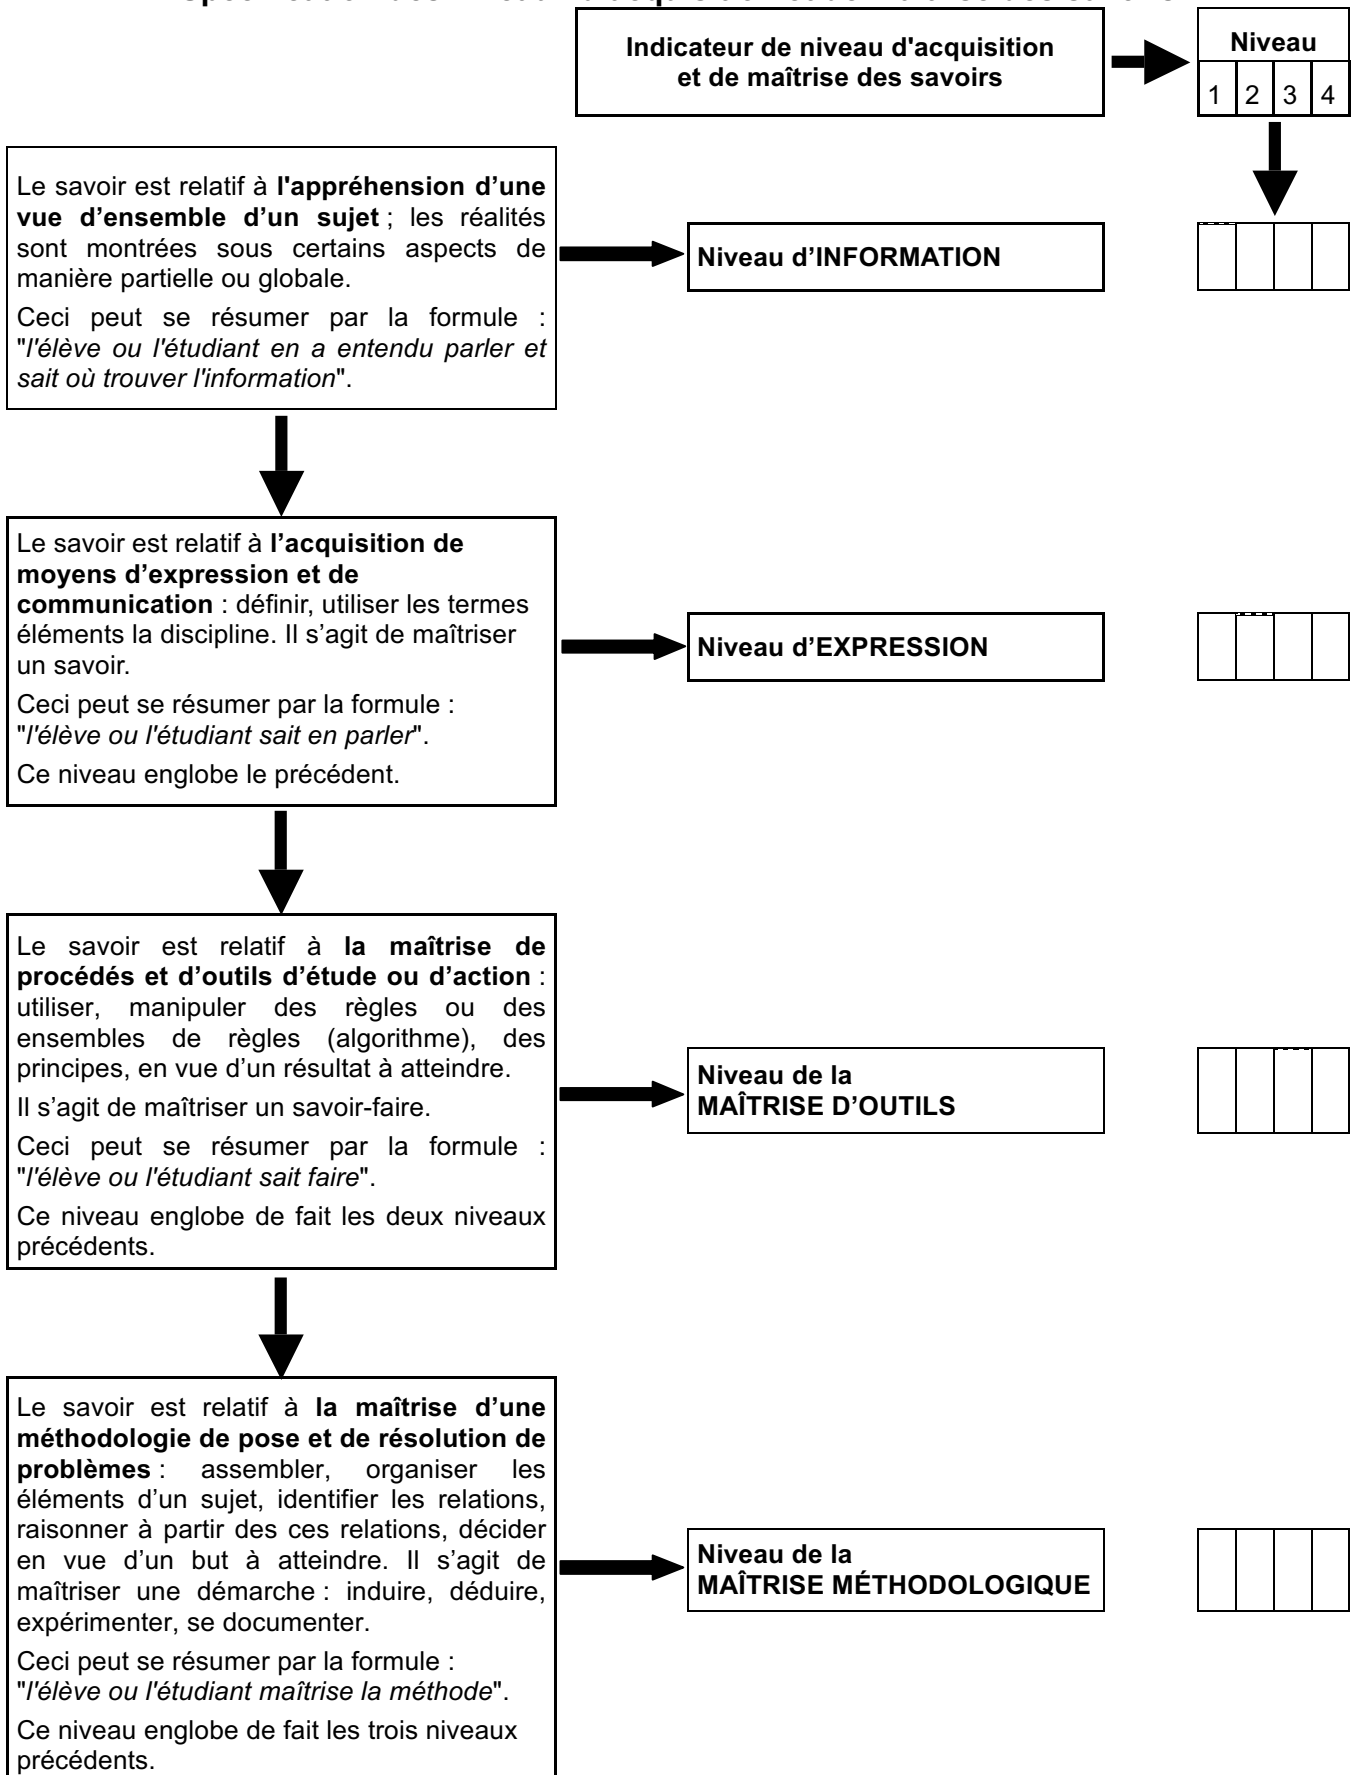 Indicateur de niveau d'acquisition
et de maîtrise des savoirs
Niveau
1 2 3 4
Le savoir est relatif à l'appréhension d’une
vue d’ensemble d’un sujet ; les réalités
sont montrées sous certains aspects de
manière partielle ou globale.
Ceci peut se résumer par la formule :
"l'élève ou l'étudiant en a entendu parler et
sait où trouver l'information".
Niveau d’INFORMATION
Le savoir est relatif à l’acquisition de
moyens d’expression et de
communication : définir, utiliser les termes
éléments la discipline. Il s’agit de maîtriser
un savoir.
Ceci peut se résumer par la formule :
"l'élève ou l'étudiant sait en parler".
Ce niveau englobe le précédent.
Niveau d’EXPRESSION
Le savoir est relatif à la maîtrise de
procédés et d’outils d’étude ou d’action :
utiliser, manipuler des règles ou des
ensembles de règles (algorithme), des
principes, en vue d’un résultat à atteindre.
Il s’agit de maîtriser un savoir-faire.
Ceci peut se résumer par la formule :
"l'élève ou l'étudiant sait faire".
Ce niveau englobe de fait les deux niveaux
précédents.
Niveau de la
MAÎTRISE D’OUTILS
Le savoir est relatif à la maîtrise d’une
méthodologie de pose et de résolution de
problèmes : assembler, organiser les
éléments d’un sujet, identifier les relations,
raisonner à partir des ces relations, décider
en vue d’un but à atteindre. Il s’agit de
maîtriser une démarche : induire, déduire,
expérimenter, se documenter.
Ceci peut se résumer par la formule :
"l'élève ou l'étudiant maîtrise la méthode".
Ce niveau englobe de fait les trois niveaux
précédents.
Niveau de la
MAÎTRISE MÉTHODOLOGIQUE